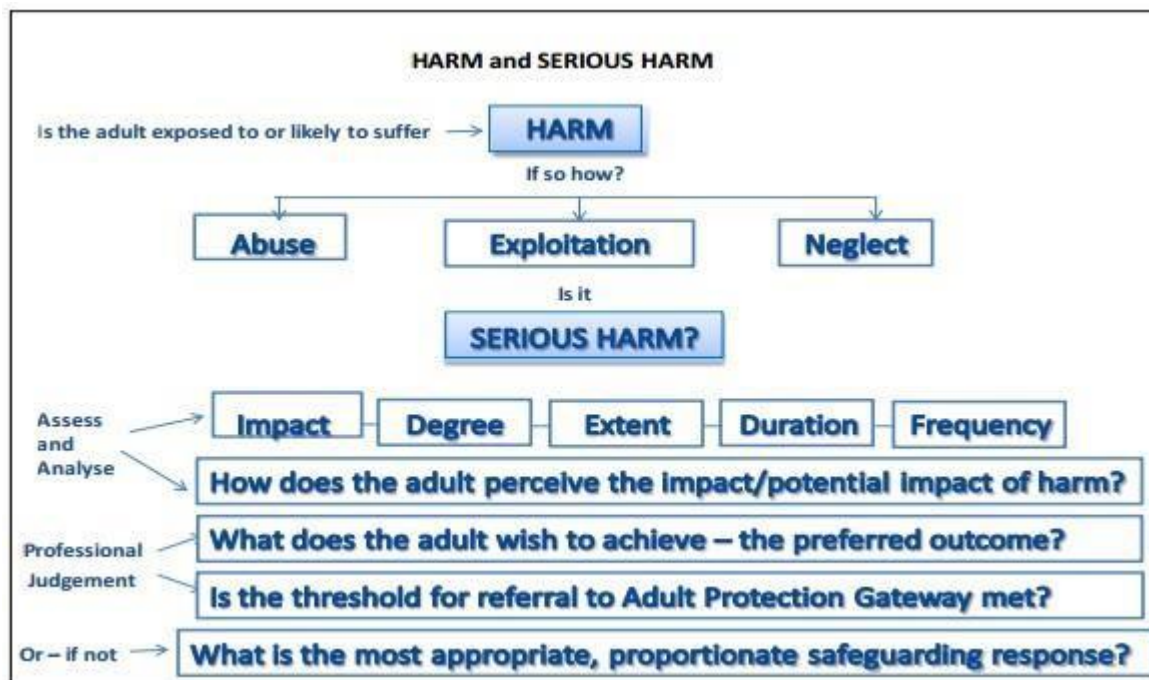 HARM and SERIOUS HARM
Is the adult exposed to or likely to suffer
HARM
If so how?
Abuse
Exploitation
Neglect
Is it
SERIOUS HARM?
Assess
and
Analyse
Impact
Degree
Extent
Duration
Frequency
How does the adult perceive the impact/potential impact of harm?
Professional
Judgement
What does the adult wish to achieve – the preferred outcome?
Is the threshold for referral to Adult Protection Gateway met?
Or – if not
What is the most appropriate, proportionate safeguarding response?